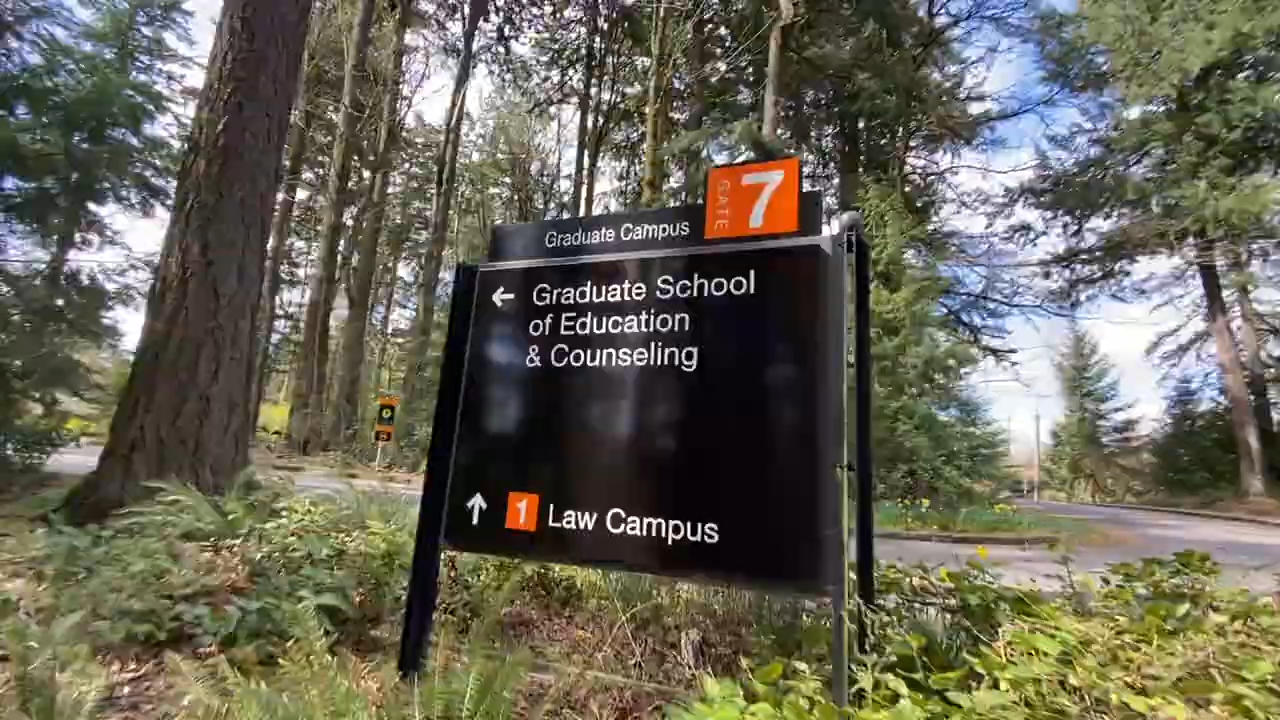 GATE 7
Graduate Campus
← Graduate School
of Education
& Counseling
↑ 1 Law Campus